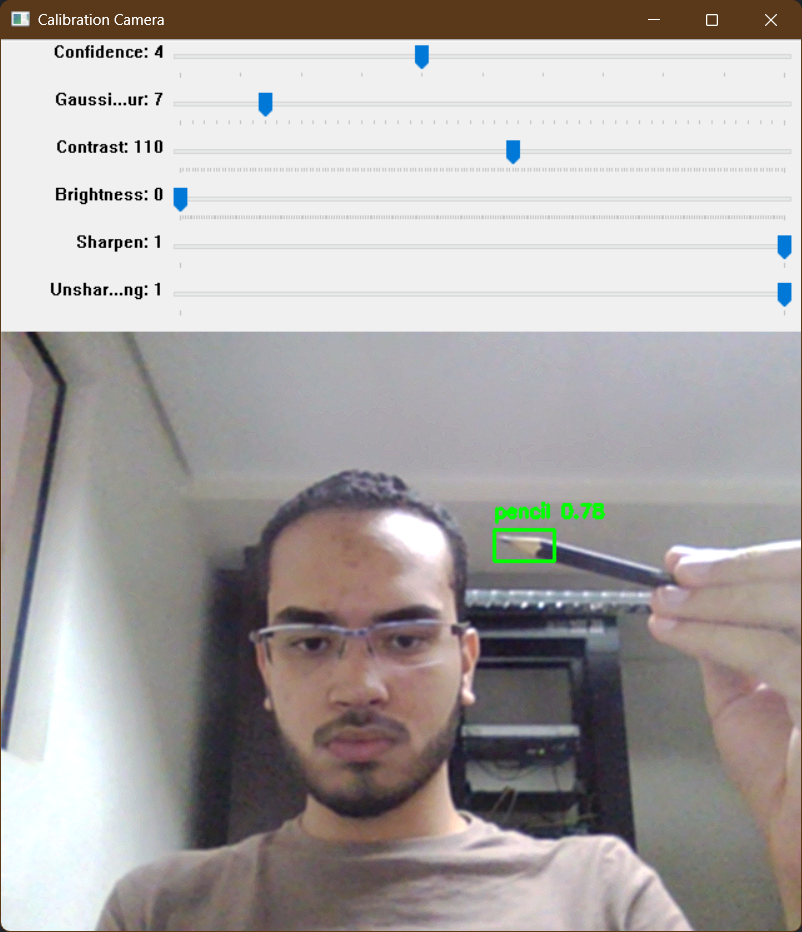 Calibration Camera
Confidence: 4
Gaussi...ur: 7
Contrast: 110
Brightness: 0
Sharpen: 1
Unshar...ng: 1
pencil 0.78